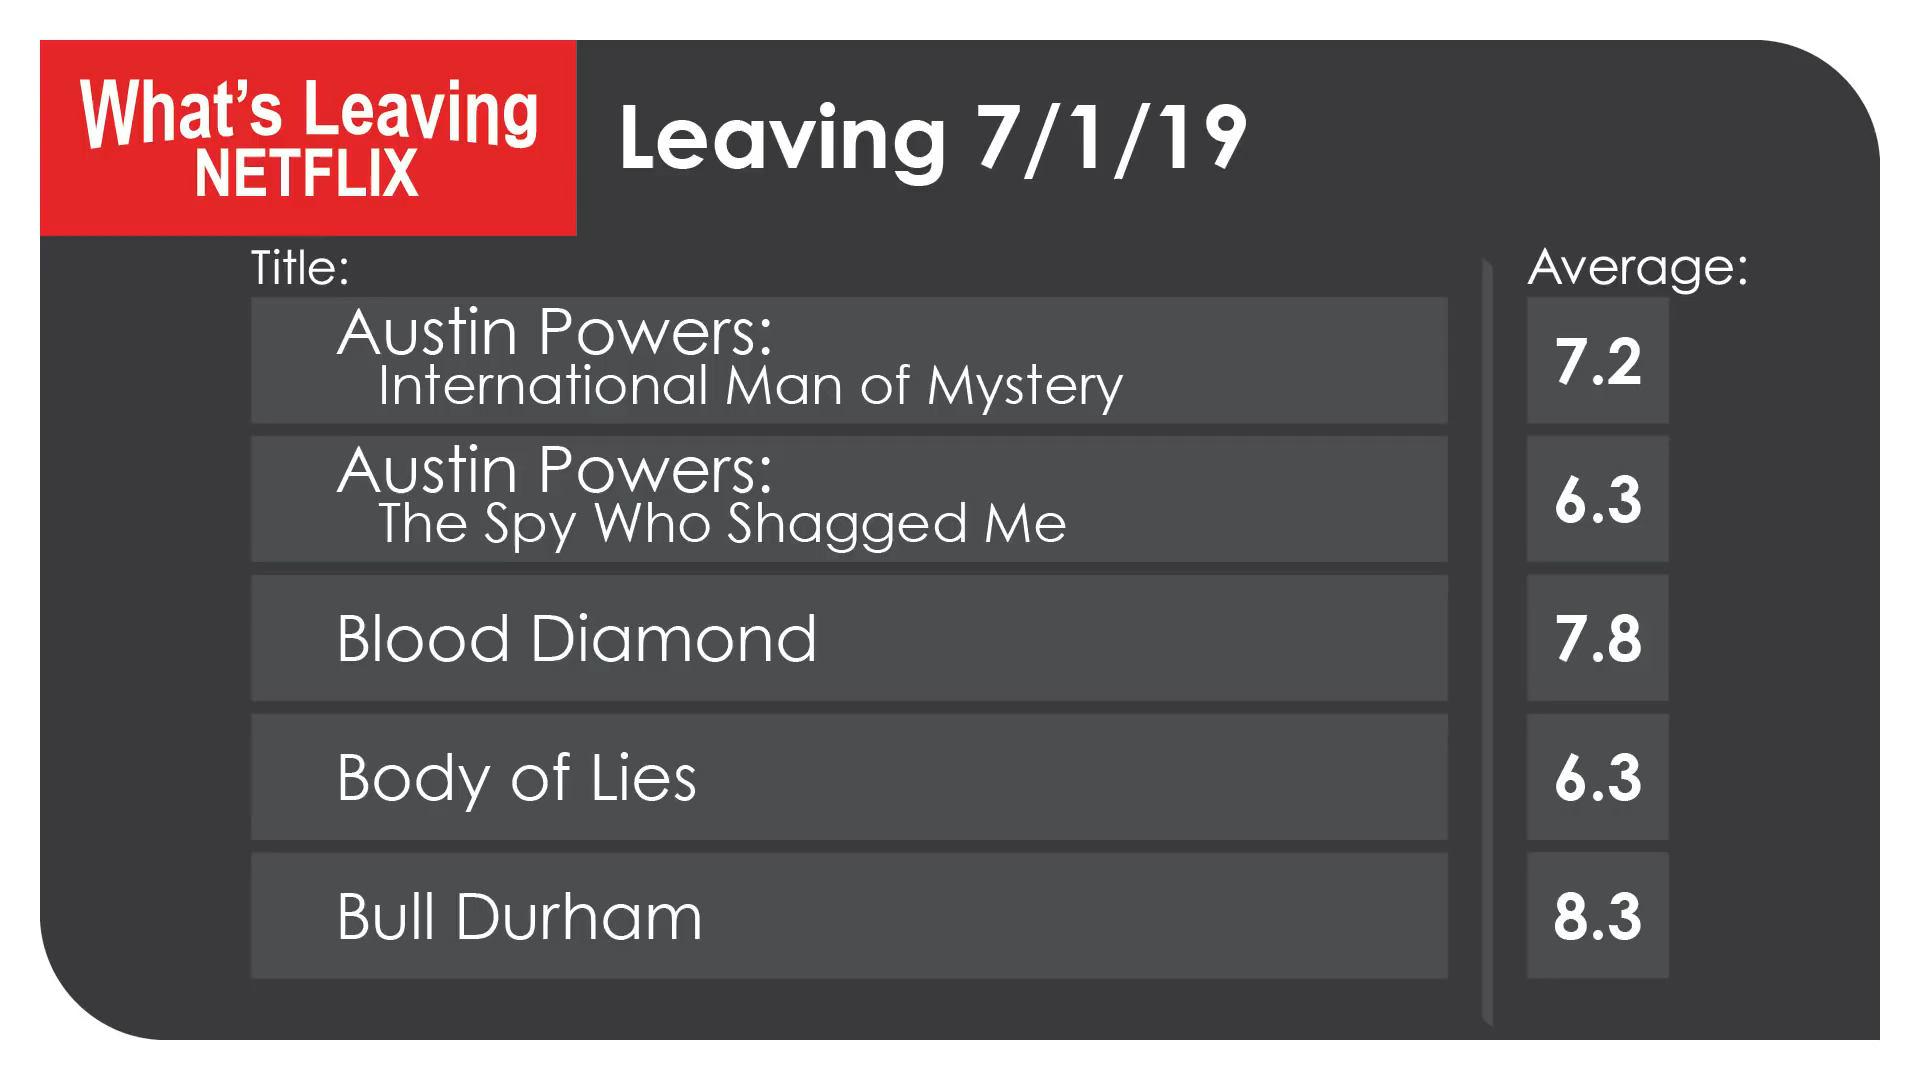 What's Leaving
NETFLIX
Leaving 7/1/19
Title:
Average:
Austin Powers:
International Man of Mystery
7.2
Austin Powers:
The Spy Who Shagged Me
6.3
Blood Diamond
7.8
Body of Lies
6.3
Bull Durham
8.3